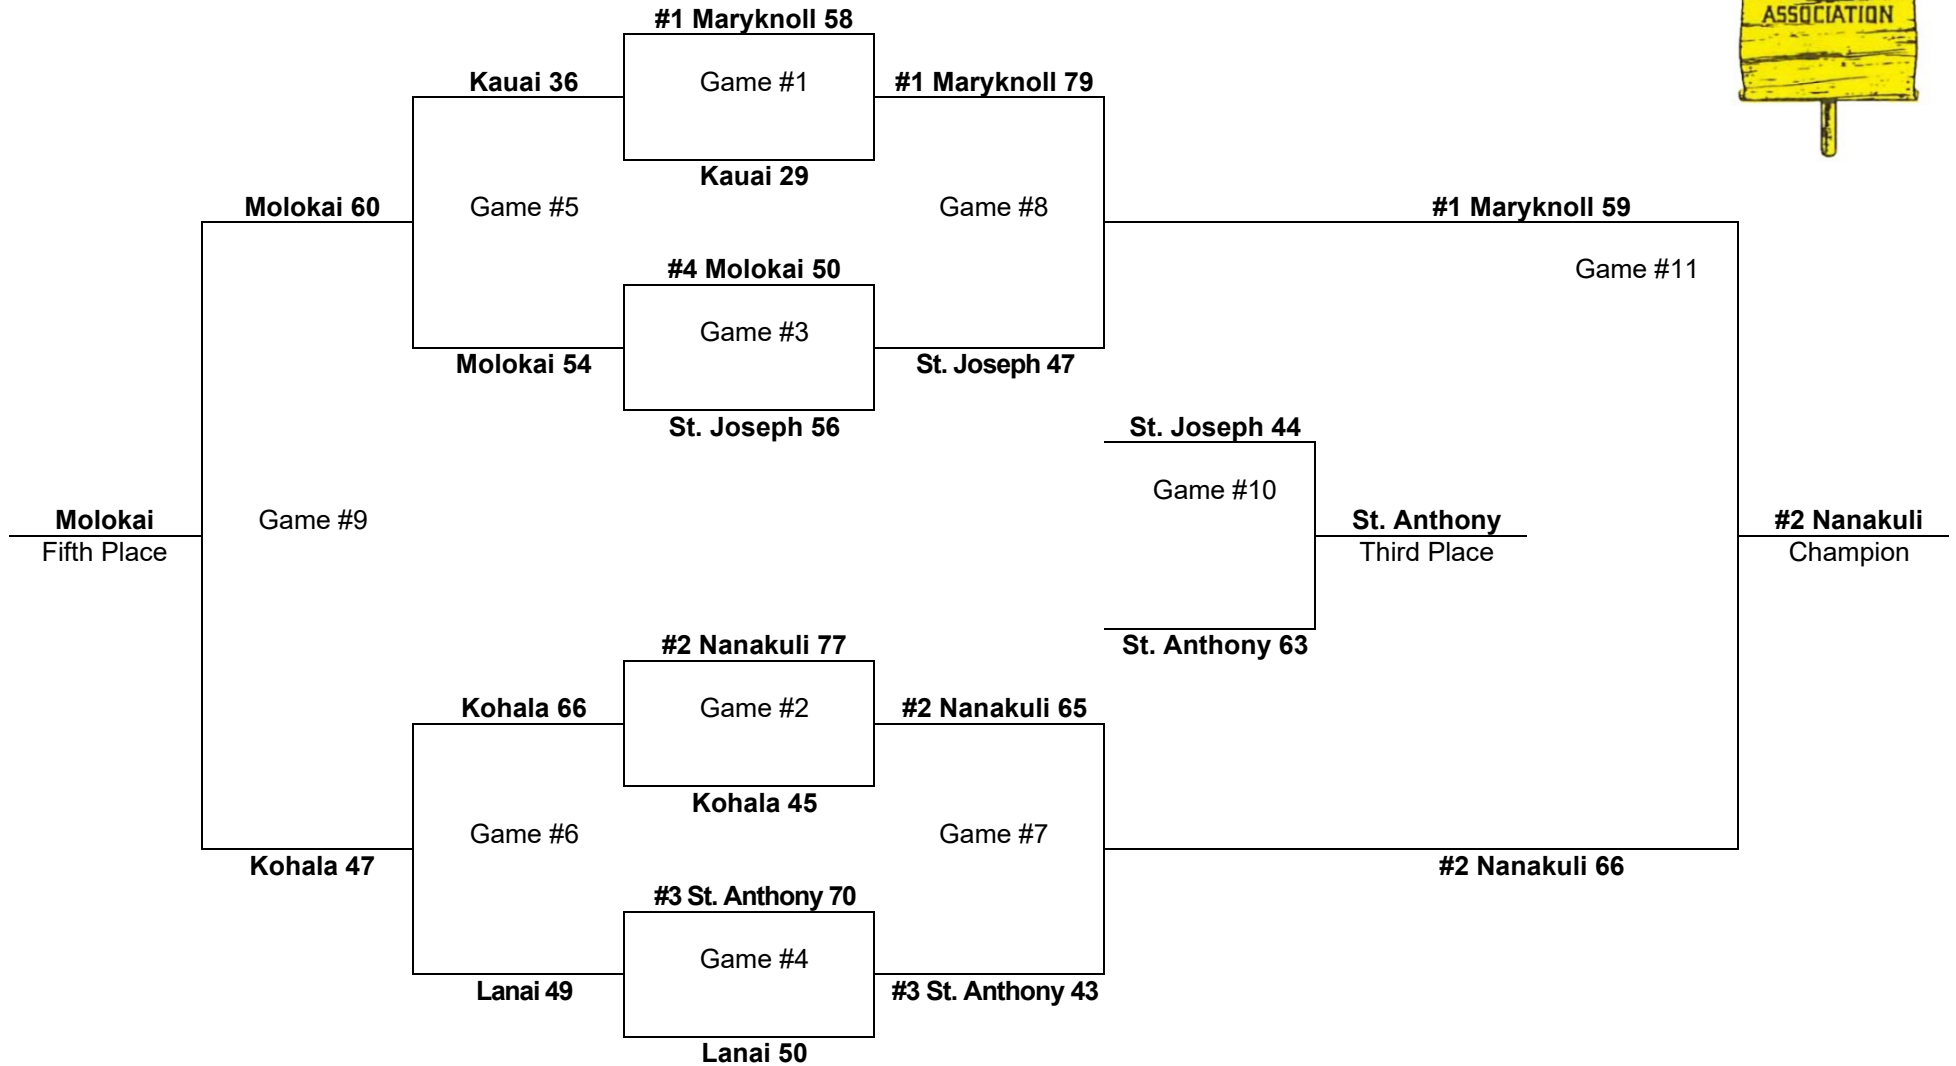 ASSOCIATION
#1 Maryknoll 58
Kauai 36
Game #1
#1 Maryknoll 79
Kauai 29
Molokai 60
Game #5
Game #8
#1 Maryknoll 59
#4 Molokai 50
Game #11
Game #3
Molokai 54
St. Joseph 47
St. Joseph 56
St. Joseph 44
Game #10
Molokai
Game #9
St. Anthony
#2 Nanakuli
Fifth Place
Third Place
Champion
#2 Nanakuli 77
St. Anthony 63
Kohala 66
Game #2
#2 Nanakuli 65
Kohala 45
Game #6
Game #7
Kohala 47
#2 Nanakuli 66
#3 St. Anthony 70
Game #4
Lanai 49
#3 St. Anthony 43
Lanai 50